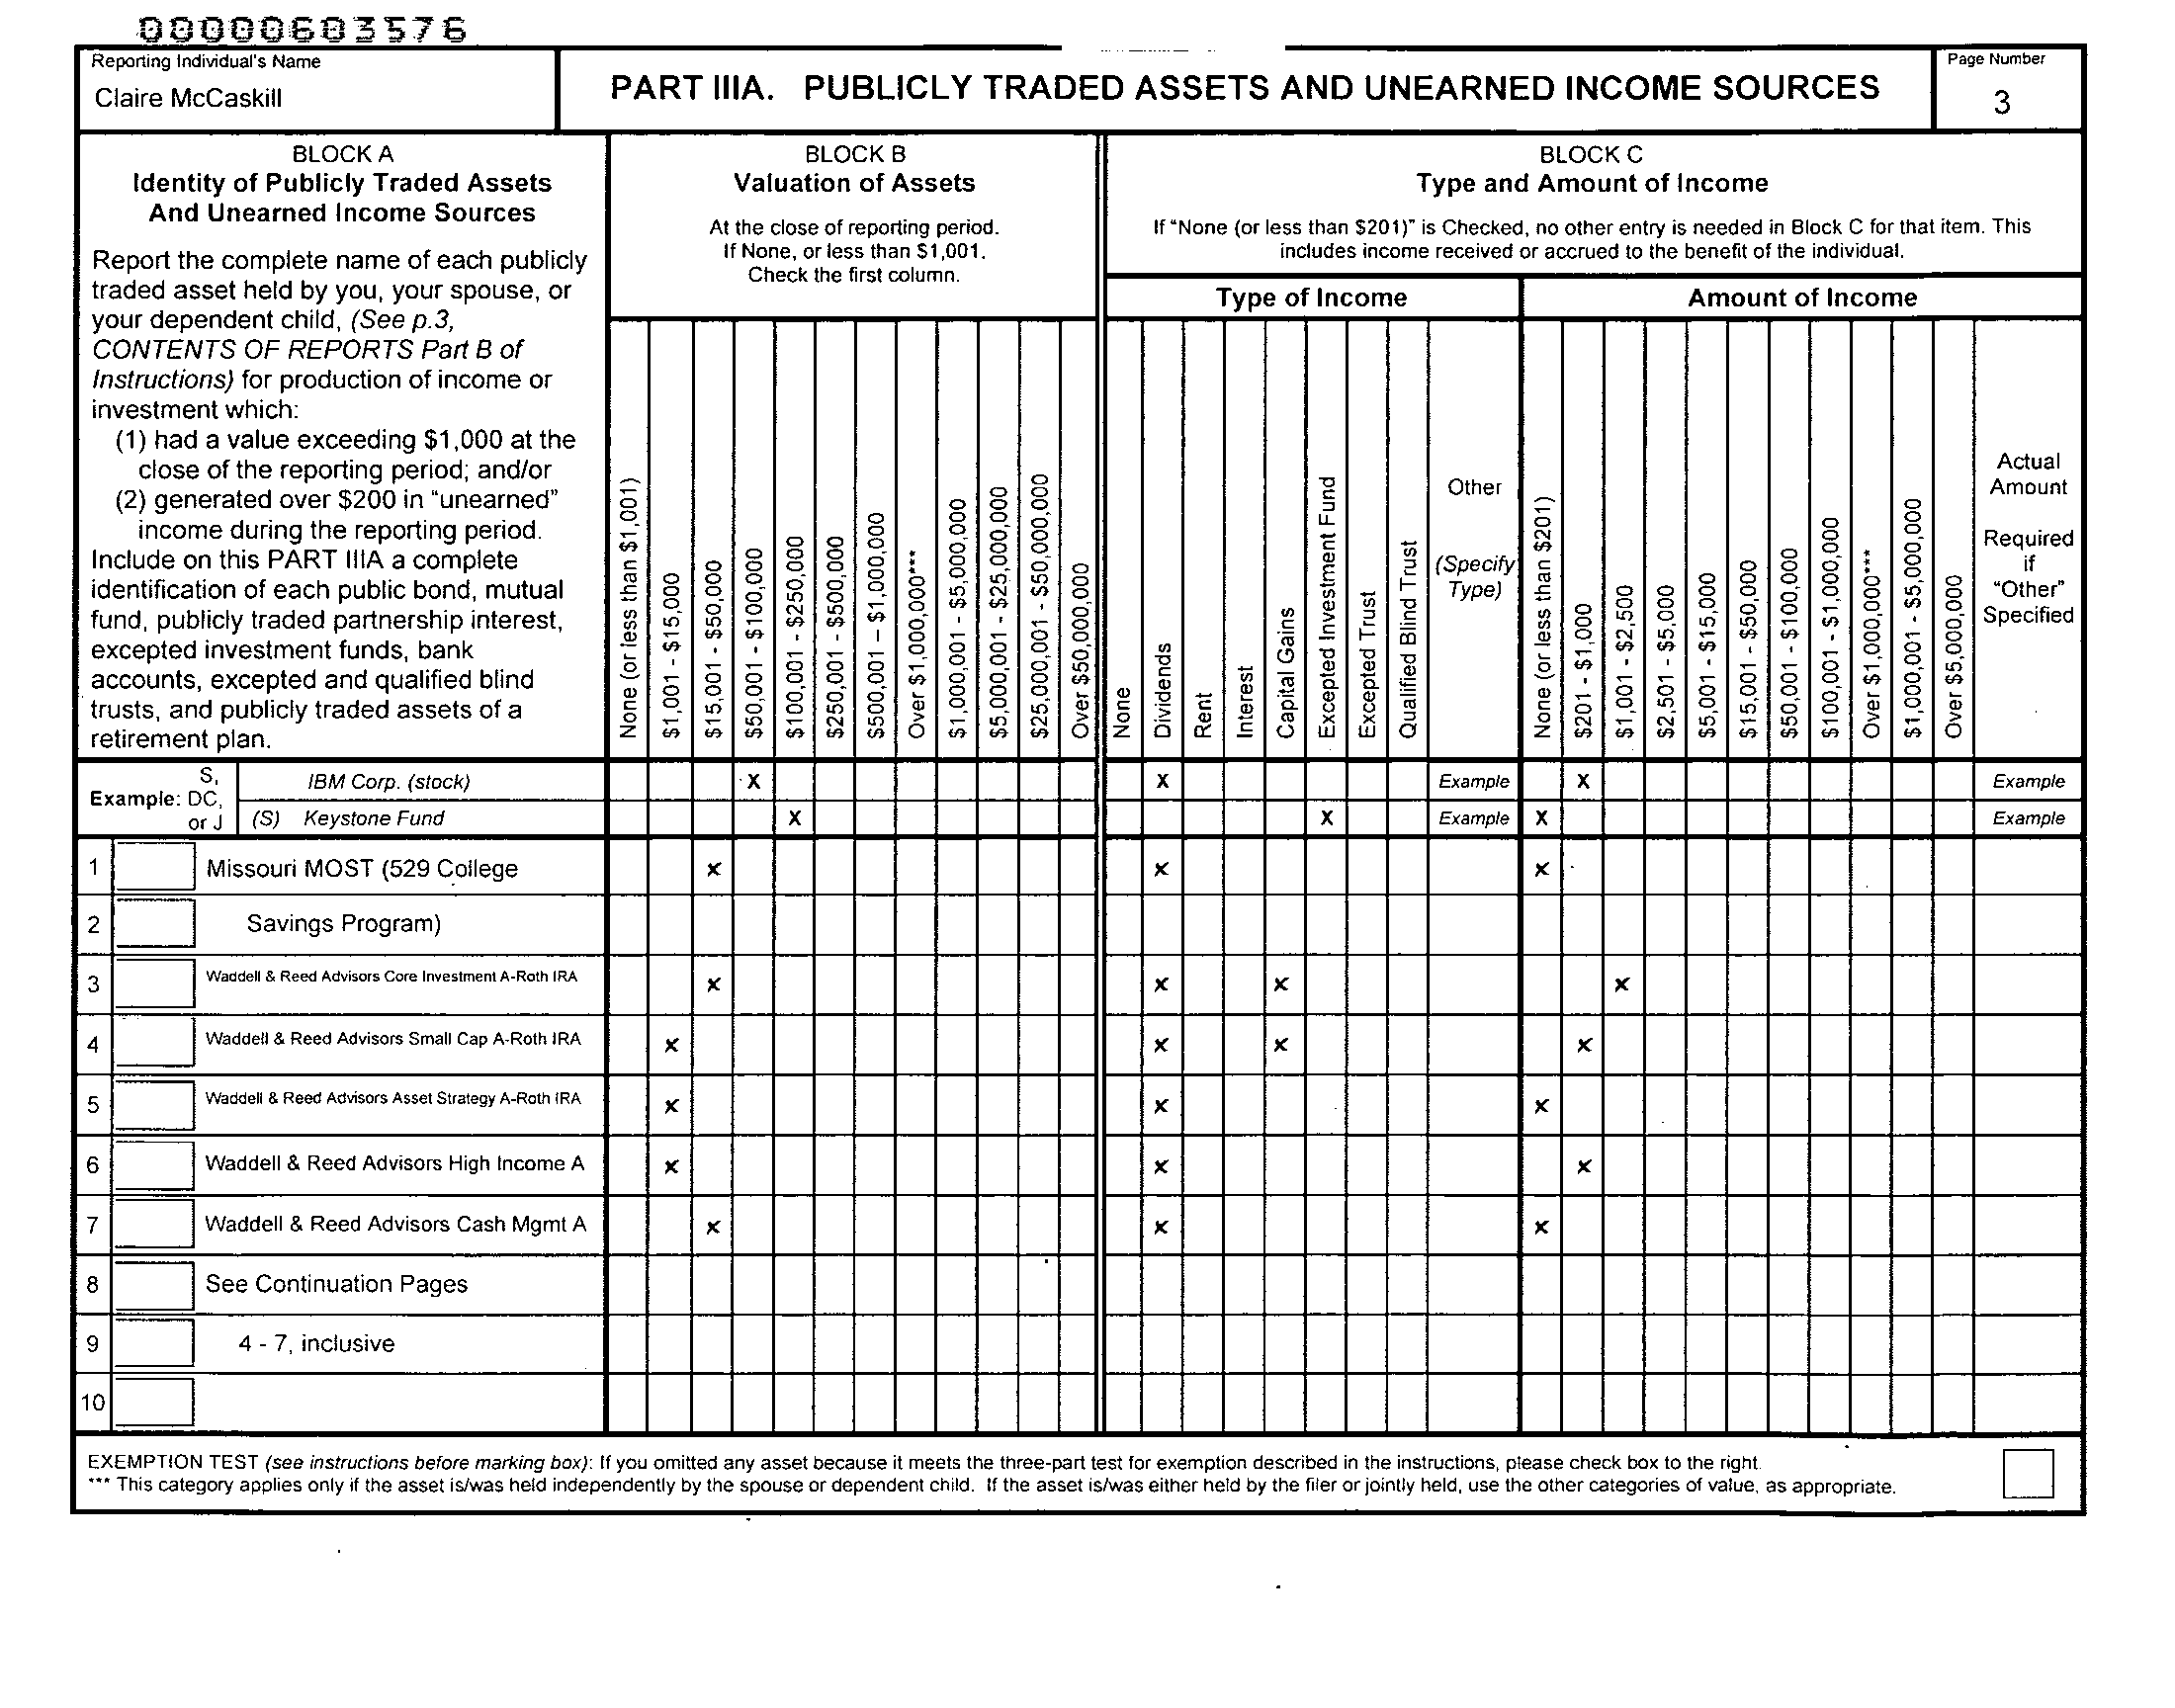 00000603576
Reporting Individual's Name
Claire McCaskill
PART IIIA. PUBLICLY TRADED ASSETS AND UNEARNED INCOME SOURCES
Page Number
3
BLOCK A
Identity of Publicly Traded Assets
And Unearned Income Sources
Report the complete name of each publicly
traded asset held by you, your spouse, or
your dependent child, (See p.3,
CONTENTS OF REPORTS Part B of
Instructions) for production of income or
investment which:
(1) had a value exceeding $1,000 at the
close of the reporting period; and/or
(2) generated over $200 in “unearned”
income during the reporting period.
Include on this PART IIIA a complete
identification of each public bond, mutual
fund, publicly traded partnership interest,
excepted investment funds, bank
accounts, excepted and qualified blind
trusts, and publicly traded assets of a
retirement plan.
BLOCK B
Valuation of Assets
At the close of reporting period.
If None, or less than $1,001.
Check the first column.
None (or less than $1,001)
$1,001 - $15,000
$15,001 - $50,000
$50,001 - $100,000
$100,001 - $250,000
$250,001 - $500,000
$500,001 – $1,000,000
Over $1,000,000***
$1,000,001 - $5,000,000
$5,000,001 - $25,000,000
$25,000,001 - $50,000,000
Over $50,000,000
BLOCK C
Type and Amount of Income
If “None (or less than $201)” is Checked, no other entry is needed in Block C for that item. This
includes income received or accrued to the benefit of the individual.
Type of Income
None
Dividends
Rent
Interest
Capital Gains
Excepted Investment Fund
Excepted Trust
Qualified Blind Trust
Other
(Specify
Type)
Amount of Income
None (or less than $201)
$201 - $1,000
$1,001 - $2,500
$2,501 - $5,000
$5,001 - $15,000
$15,001 - $50,000
$50,001 - $100,000
$100,001 - $1,000,000
Over $1,000,000***
$1,000,001 - $5,000,000
Over $5,000,000
Actual
Amount
Required
if
“Other”
Specified
Example:
S,
DC,
or J
IBM Corp. (stock) X X Example X Example
(S) Keystone Fund X X Example X Example
1 Missouri MOST (529 College x x x
2 Savings Program)
3 Waddell & Reed Advisors Core Investment A-Roth IRA x x x x
4 Waddell & Reed Advisors Small Cap A-Roth IRA x x x x
5 Waddell & Reed Advisors Asset Strategy A-Roth IRA x x x
6 Waddell & Reed Advisors High Income A x x x
7 Waddell & Reed Advisors Cash Mgmt A x x x
8 See Continuation Pages
9 4 - 7, inclusive
10
EXEMPTION TEST (see instructions before marking box): If you omitted any asset because it meets the three-part test for exemption described in the instructions, please check box to the right.
*** This category applies only if the asset is/was held independently by the spouse or dependent child. If the asset is/was either held by the filer or jointly held, use the other categories of value, as appropriate.